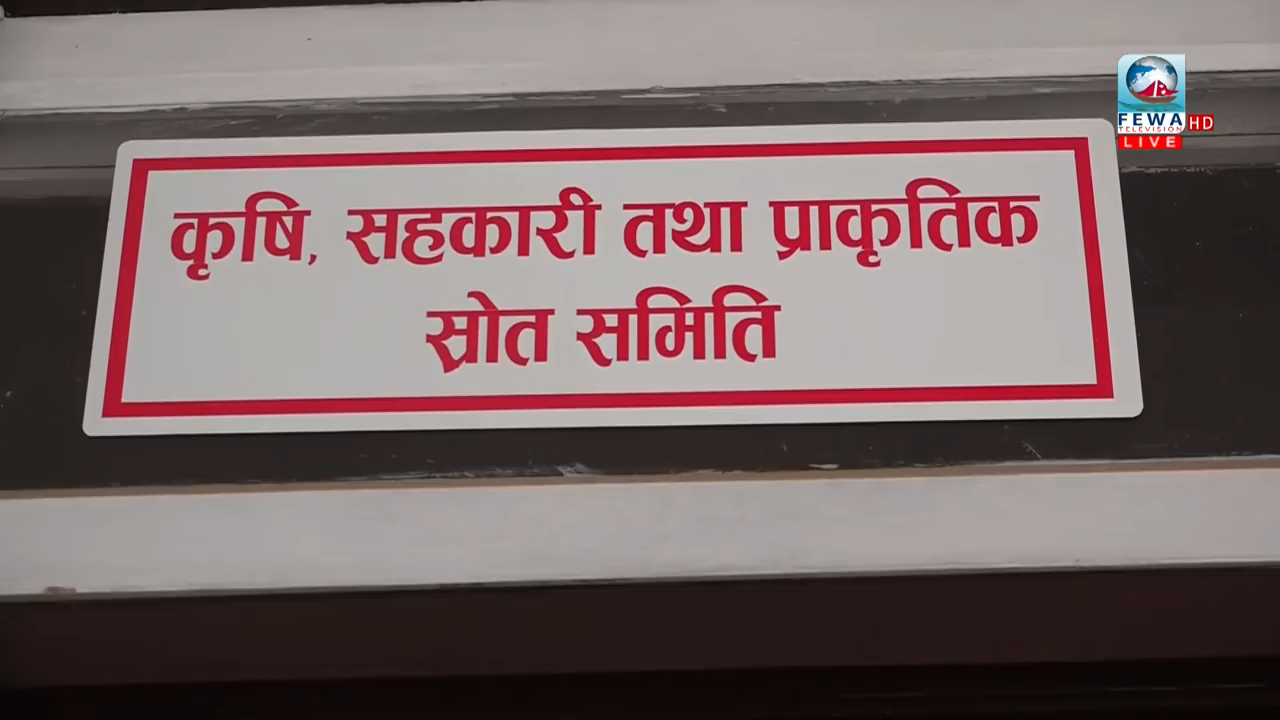 कृषि, सहकारी तथा प्राकृतिक
स्रोत समिति
FEWA HD
TELEVISION
LIVE